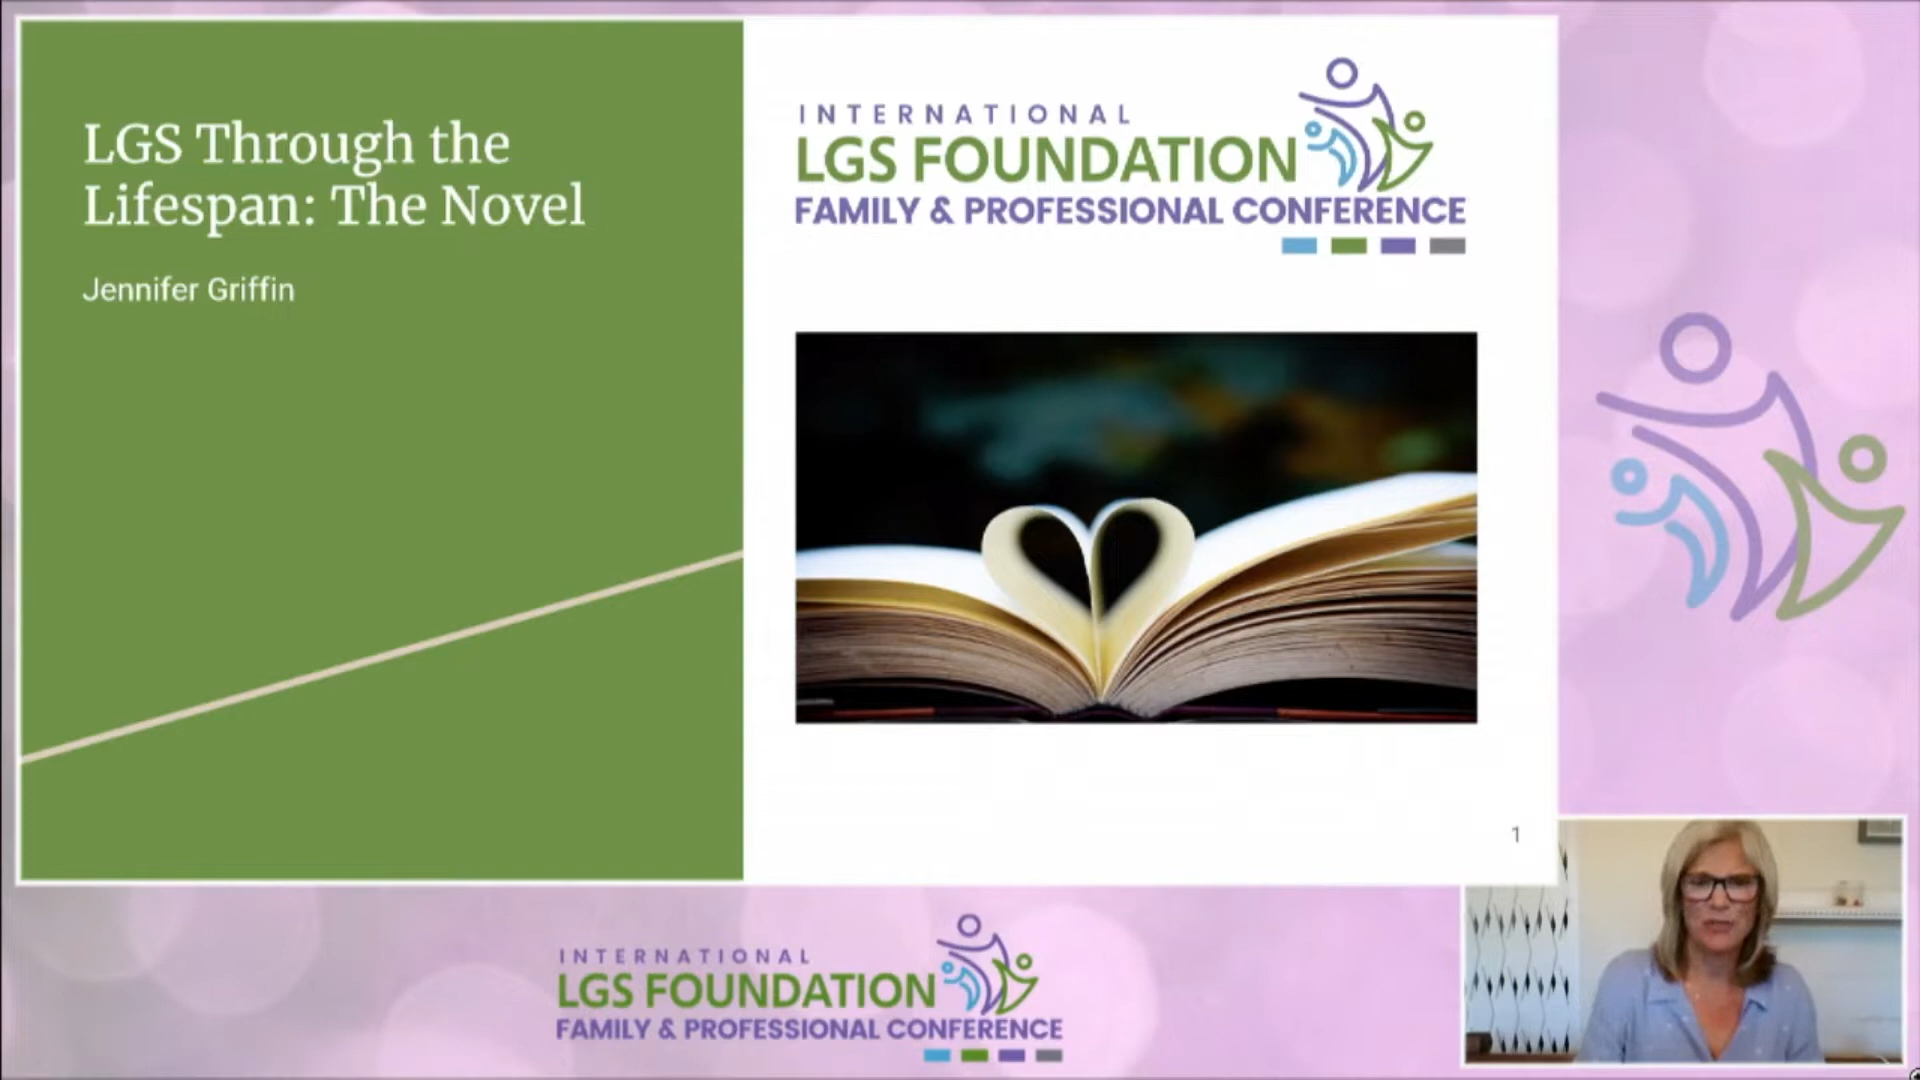 LGS Through the
Lifespan: The Novel
Jennifer Griffin
INTERNATIONAL
LGS FOUNDATION
FAMILY & PROFESSIONAL CONFERENCE
1
INTERNATIONAL
LGS FOUNDATION
FAMILY & PROFESSIONAL CONFERENCE